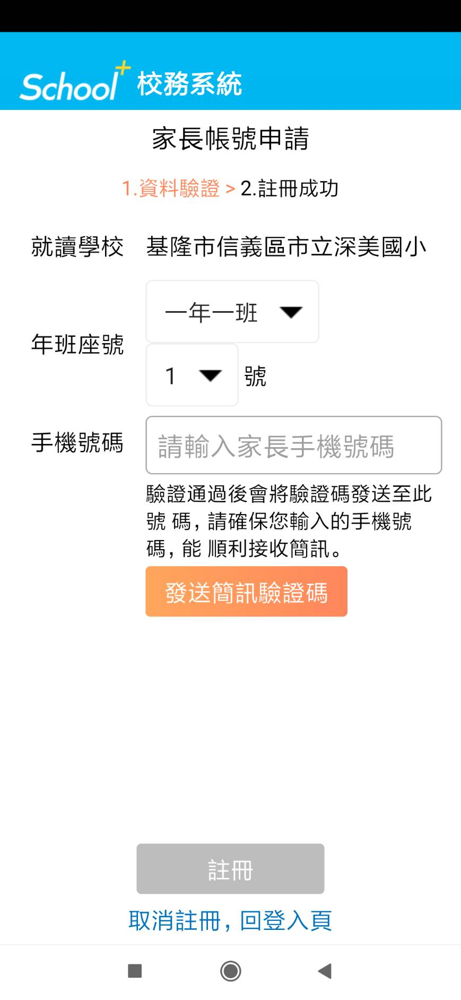 School+ 校務系統
家長帳號申請
1.資料驗證 > 2.註冊成功
就讀學校 基隆市信義區市立深美國小
年班座號
一年一班
1 號
手機號碼 請輸入家長手機號碼
驗證通過後會將驗證碼發送至此
號 碼,請確保您輸入的手機號
碼,能 順利接收簡訊。
發送簡訊驗證碼
註冊
取消註冊,回登入頁